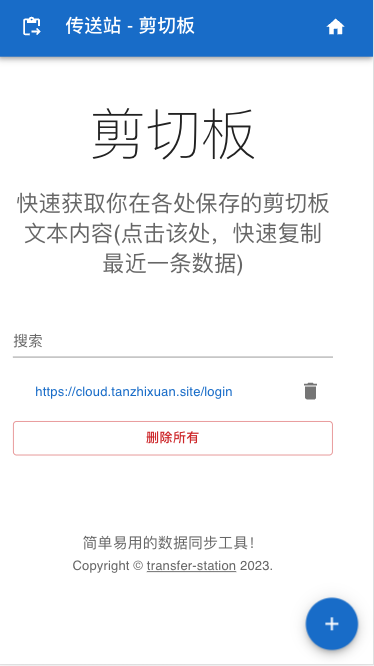 传送站 - 剪切板
剪切板
快速获取你在各处保存的剪切板
文本内容(点击该处，快速复制
最近一条数据)
搜索
https://cloud.tanzhixuan.site/login
删除所有
简单易用的数据同步工具！
Copyright © transfer-station 2023.